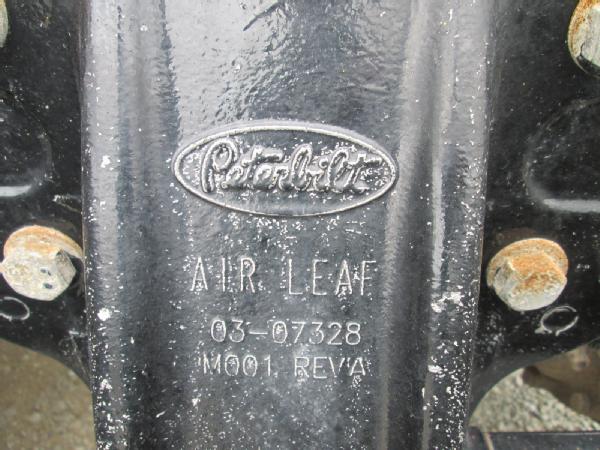 Peterbilt
AIR LEAF
03-07328
M001 REV A